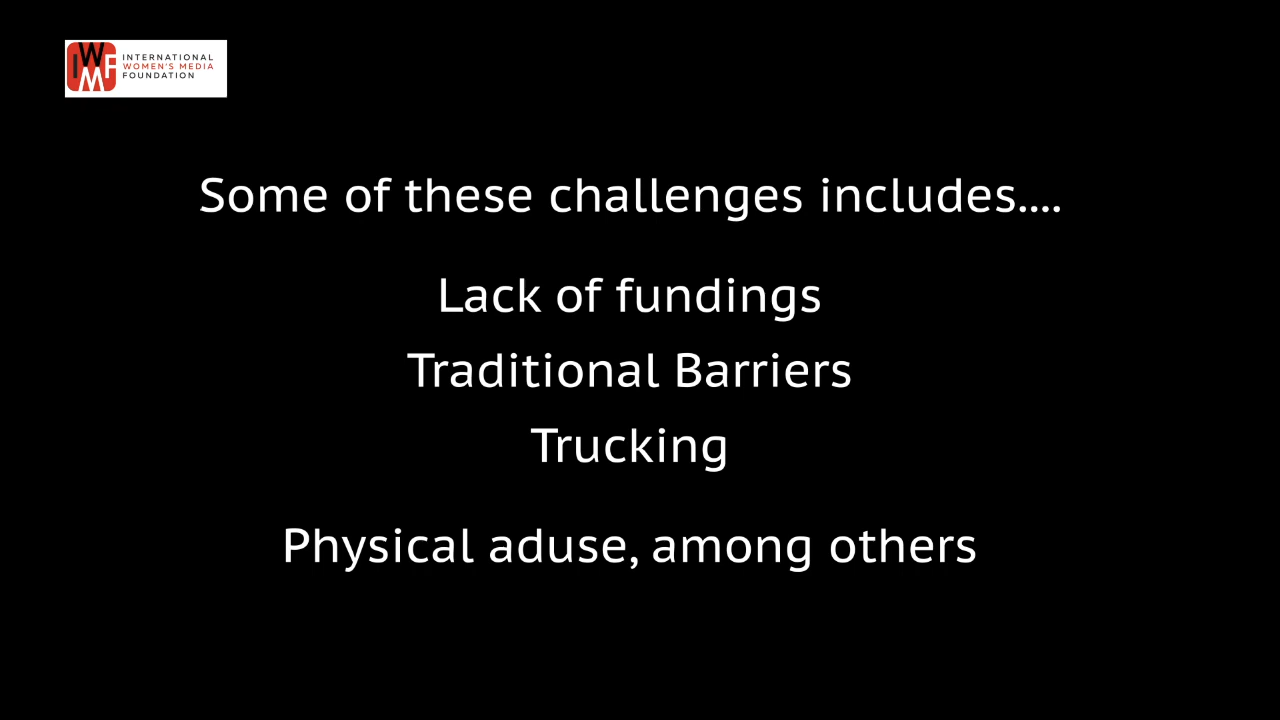 IWMF
INTERNATIONAL
WOMEN'S MEDIA
FOUNDATION
Some of these challenges includes....
Lack of fundings
Traditional Barriers
Trucking
Physical aduse, among others